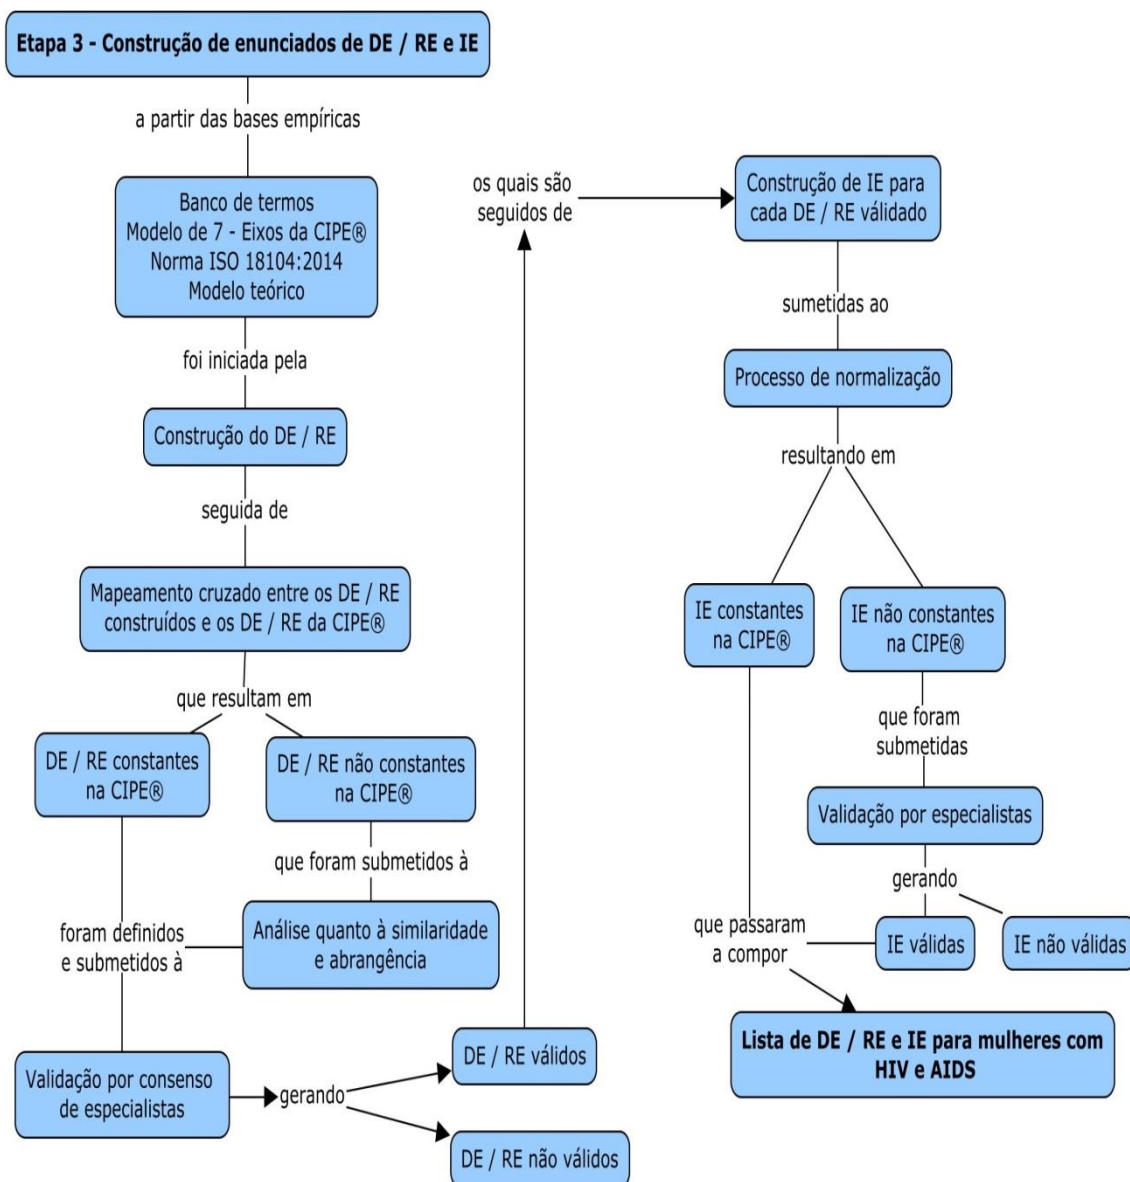 Etapa 3 - Construção de enunciados de DE / RE e IE
a partir das bases empíricas
Banco de termos
Modelo de 7 - Eixos da CIPE®
Norma ISO 18104:2014
Modelo teórico
foi iniciada pela
Construção do DE / RE
seguida de
Mapeamento cruzado entre os DE / RE
construídos e os DE / RE da CIPE®
que resultam em
DE / RE constantes
na CIPE®
DE / RE não constantes
na CIPE®
que foram submetidos à
Análise quanto à similaridade
e abrangência
foram definidos
e submetidos à
Validação por consenso
de especialistas
gerando
DE / RE válidos
DE / RE não válidos
os quais são
seguidos de
Construção de IE para
cada DE / RE válidado
sumetidas ao
Processo de normalização
resultando em
IE constantes
na CIPE®
IE não constantes
na CIPE®
que foram
submetidas
Validação por especialistas
gerando
IE válidas
IE não válidas
que passaram
a compor
Lista de DE / RE e IE para mulheres com
HIV e AIDS